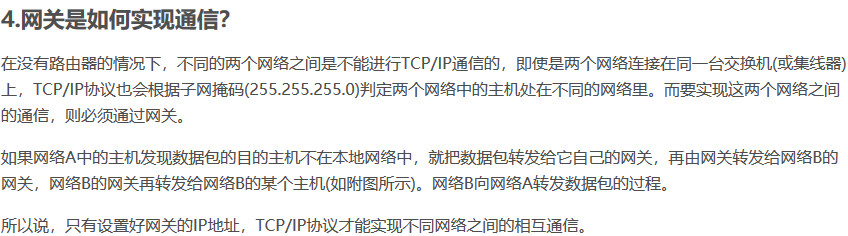 4.网关是如何实现通信?
在没有路由器的情况下，不同的两个网络之间是不能进行TCP/IP通信的，即使是两个网络连接在同一台交换机(或集线器)
上，TCP/IP协议也会根据子网掩码(255.255.255.0)判定两个网络中的主机处在不同的网络里。而要实现这两个网络之间
的通信，则必须通过网关。
如果网络A中的主机发现数据包的目的主机不在本地网络中，就把数据包转发给它自己的网关，再由网关转发给网络B的
网关，网络B的网关再转发给网络B的某个主机(如附图所示)。网络B向网络A转发数据包的过程。
所以说，只有设置好网关的IP地址，TCP/IP协议才能实现不同网络之间的相互通信。